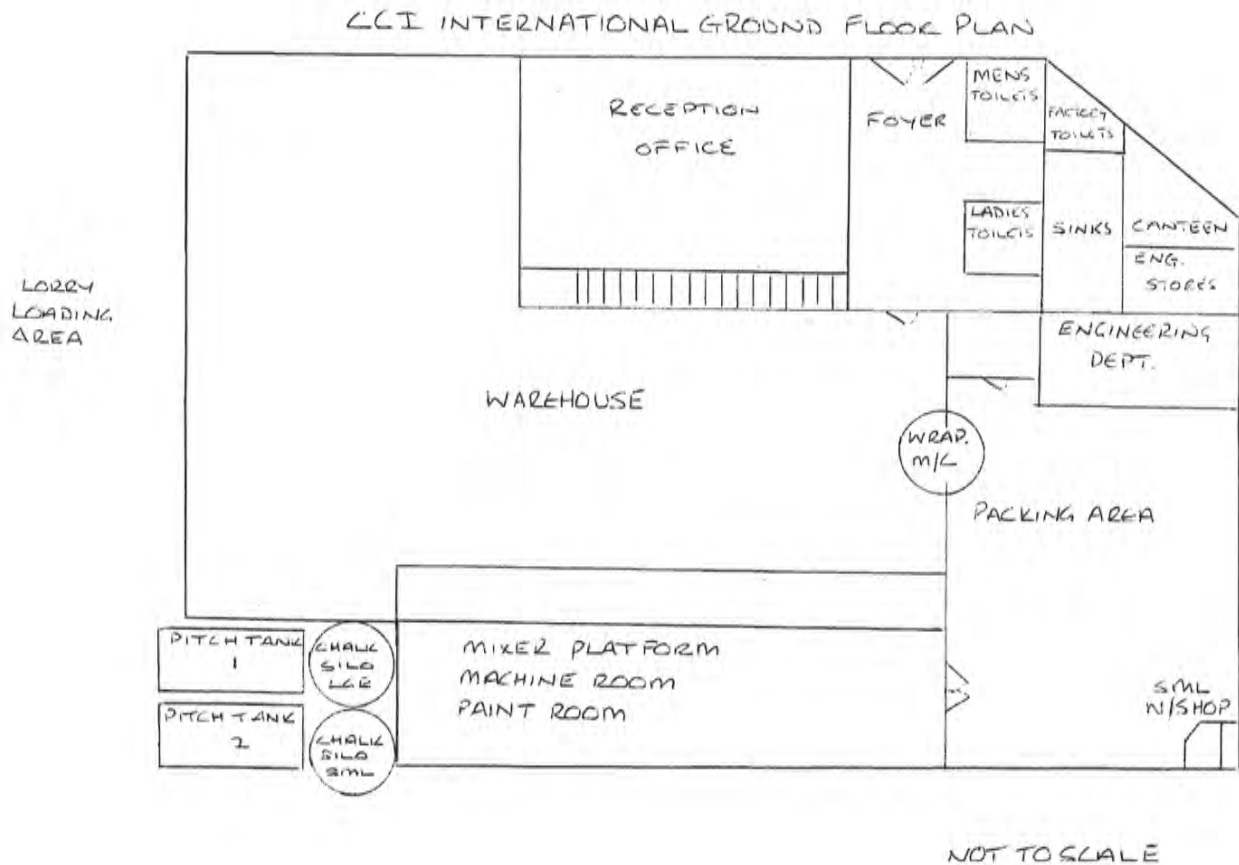 CCI INTERNATIONAL GROUND FLOOR PLAN
RECEPTION
OFFICE
FOYER
MENS
TOILETS
FACTORY
TOILETS
LADIES
TOILETS
SINKS
CANTEEN
ENG.
STORES
LORRY
LOADING
AREA
ENGINEERING
DEPT.
WAREHOUSE
WRAP.
M/C
PACKING AREA
PITCH TANK
1
CHALK
SILO
LGE
MIXER PLATFORM
MACHINE ROOM
PAINT ROOM
PITCH TANK
2
CHALK
SILO
SML
SML
W/SHOP
NOT TO SCALE